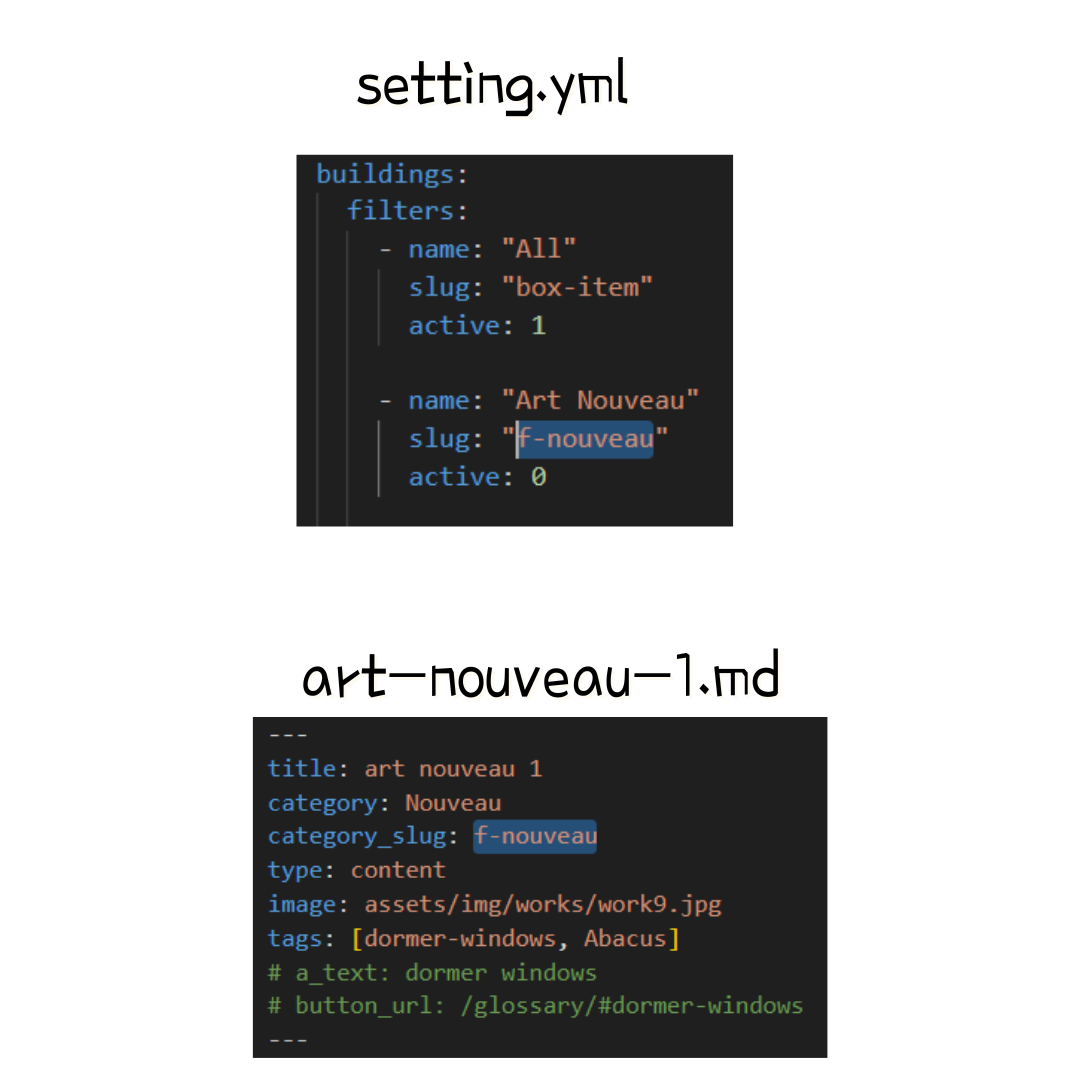 setting.yml
buildings:
filters:
- name: "All"
slug: "box-item"
active: 1
- name: "Art Nouveau"
slug: "f-nouveau"
active: 0
art-nouveau-1.md
---
title: art nouveau 1
category: Nouveau
category_slug: f-nouveau
type: content
image: assets/img/works/work9.jpg
tags: [dormer-windows, Abacus]
# a_text: dormer windows
# button_url: /glossary/#dormer-windows
---